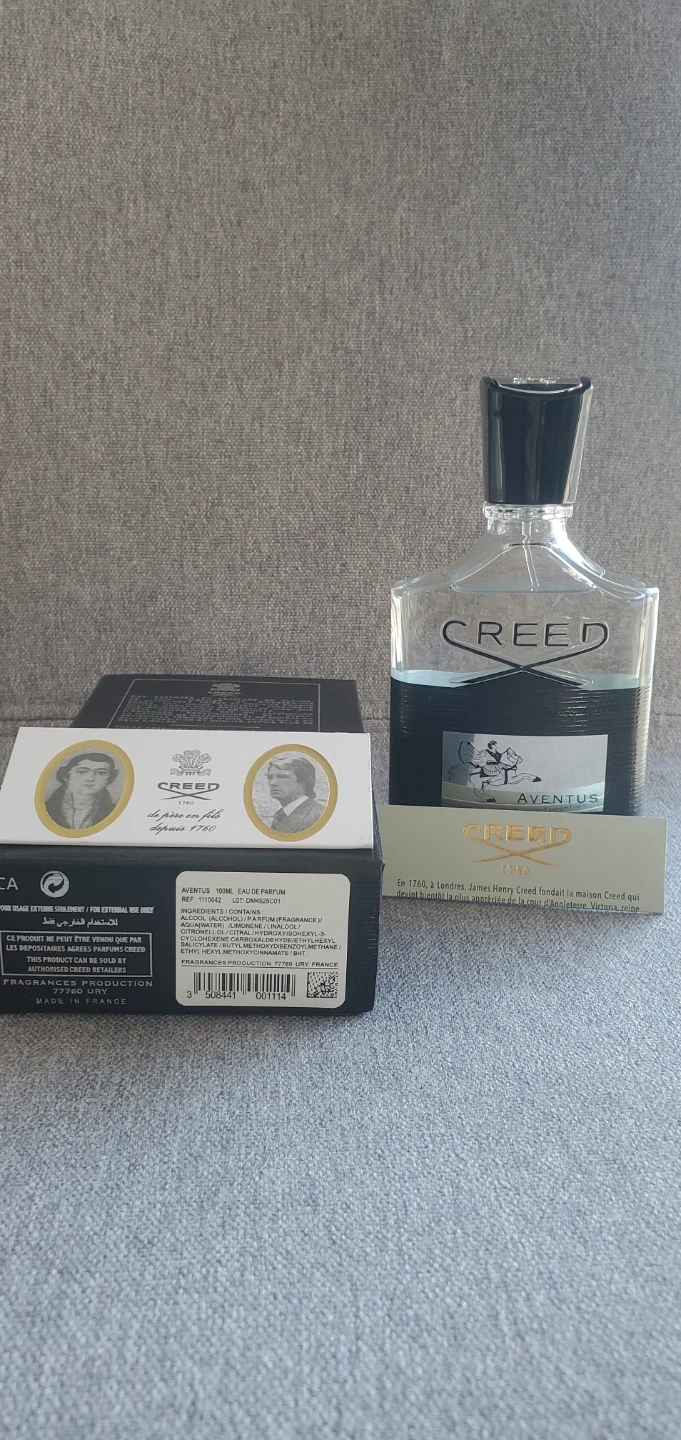 CREED
AVENTUS
CREED
1760
de père en fils
depuis 1760
CREED
1760
En 1760, à Londres, James Henry Creed fondait la maison Creed qui
devint bientôt la plus appréciée de la cour d'Angleterre. Victoria, reine
CA
POUR USAGE EXTERNE SEULEMENT / FOR EXTERNAL USE ONLY
للاستخدام الخارجي فقط
CE PRODUIT NE PEUT ÊTRE VENDU QUE PAR
LES DEPOSITAIRES AGREES PARFUMS CREED
THIS PRODUCT CAN BE SOLD BY
AUTHORISED CREED RETAILERS
FRAGRANCES PRODUCTION
77760 URY
MADE IN FRANCE
AVENTUS 100ML EAU DE PARFUM
REF : 1110042 LOT: DM4525C01
INGREDIENTS / CONTAINS :
ALCOOL (ALCOHOL) / PARFUM (FRAGRANCE)/
AQUA(WATER) /LIMONENE / LINALOOL /
CITRONELLOL / CITRAL / HYDROXYISOHEXYL-3-
CYCLOHEXENE CARBOXALDEHYDE/ETHYLHEXYL
SALICYLATE / BUTYL METHOXYDIBENZOYLMETHANE /
ETHYL HEXYL METHOXYCINNAMATE / BHT.
FRAGRANCES PRODUCTION 77760 URY, FRANCE
3 508441 001114